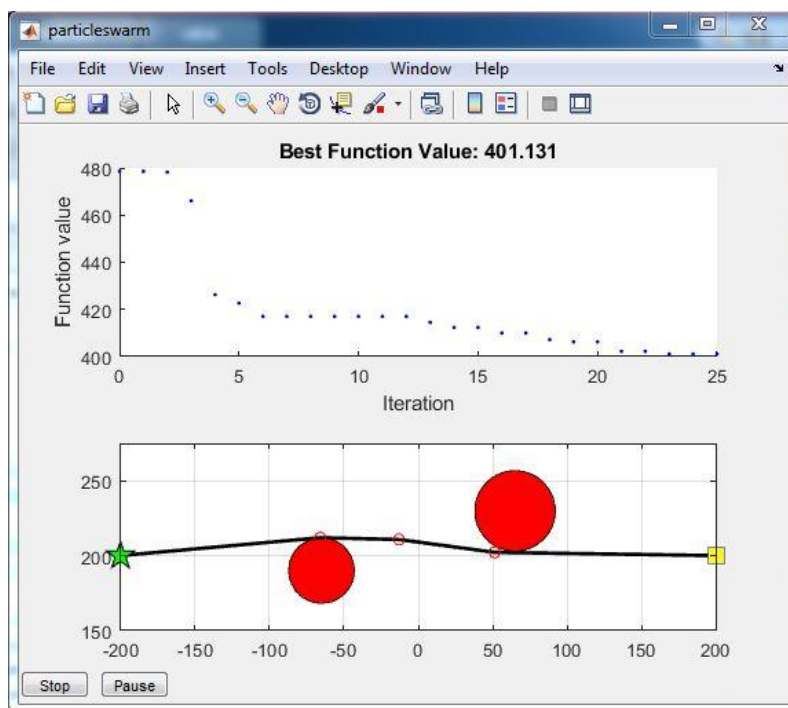 particleswarm
File Edit View Insert Tools Desktop Window Help
Best Function Value: 401.131
480
460
440
420
400
Function value
0 5 10 15 20 25
Iteration
250
200
150
-200 -150 -100 -50 0 50 100 150 200
Stop Pause